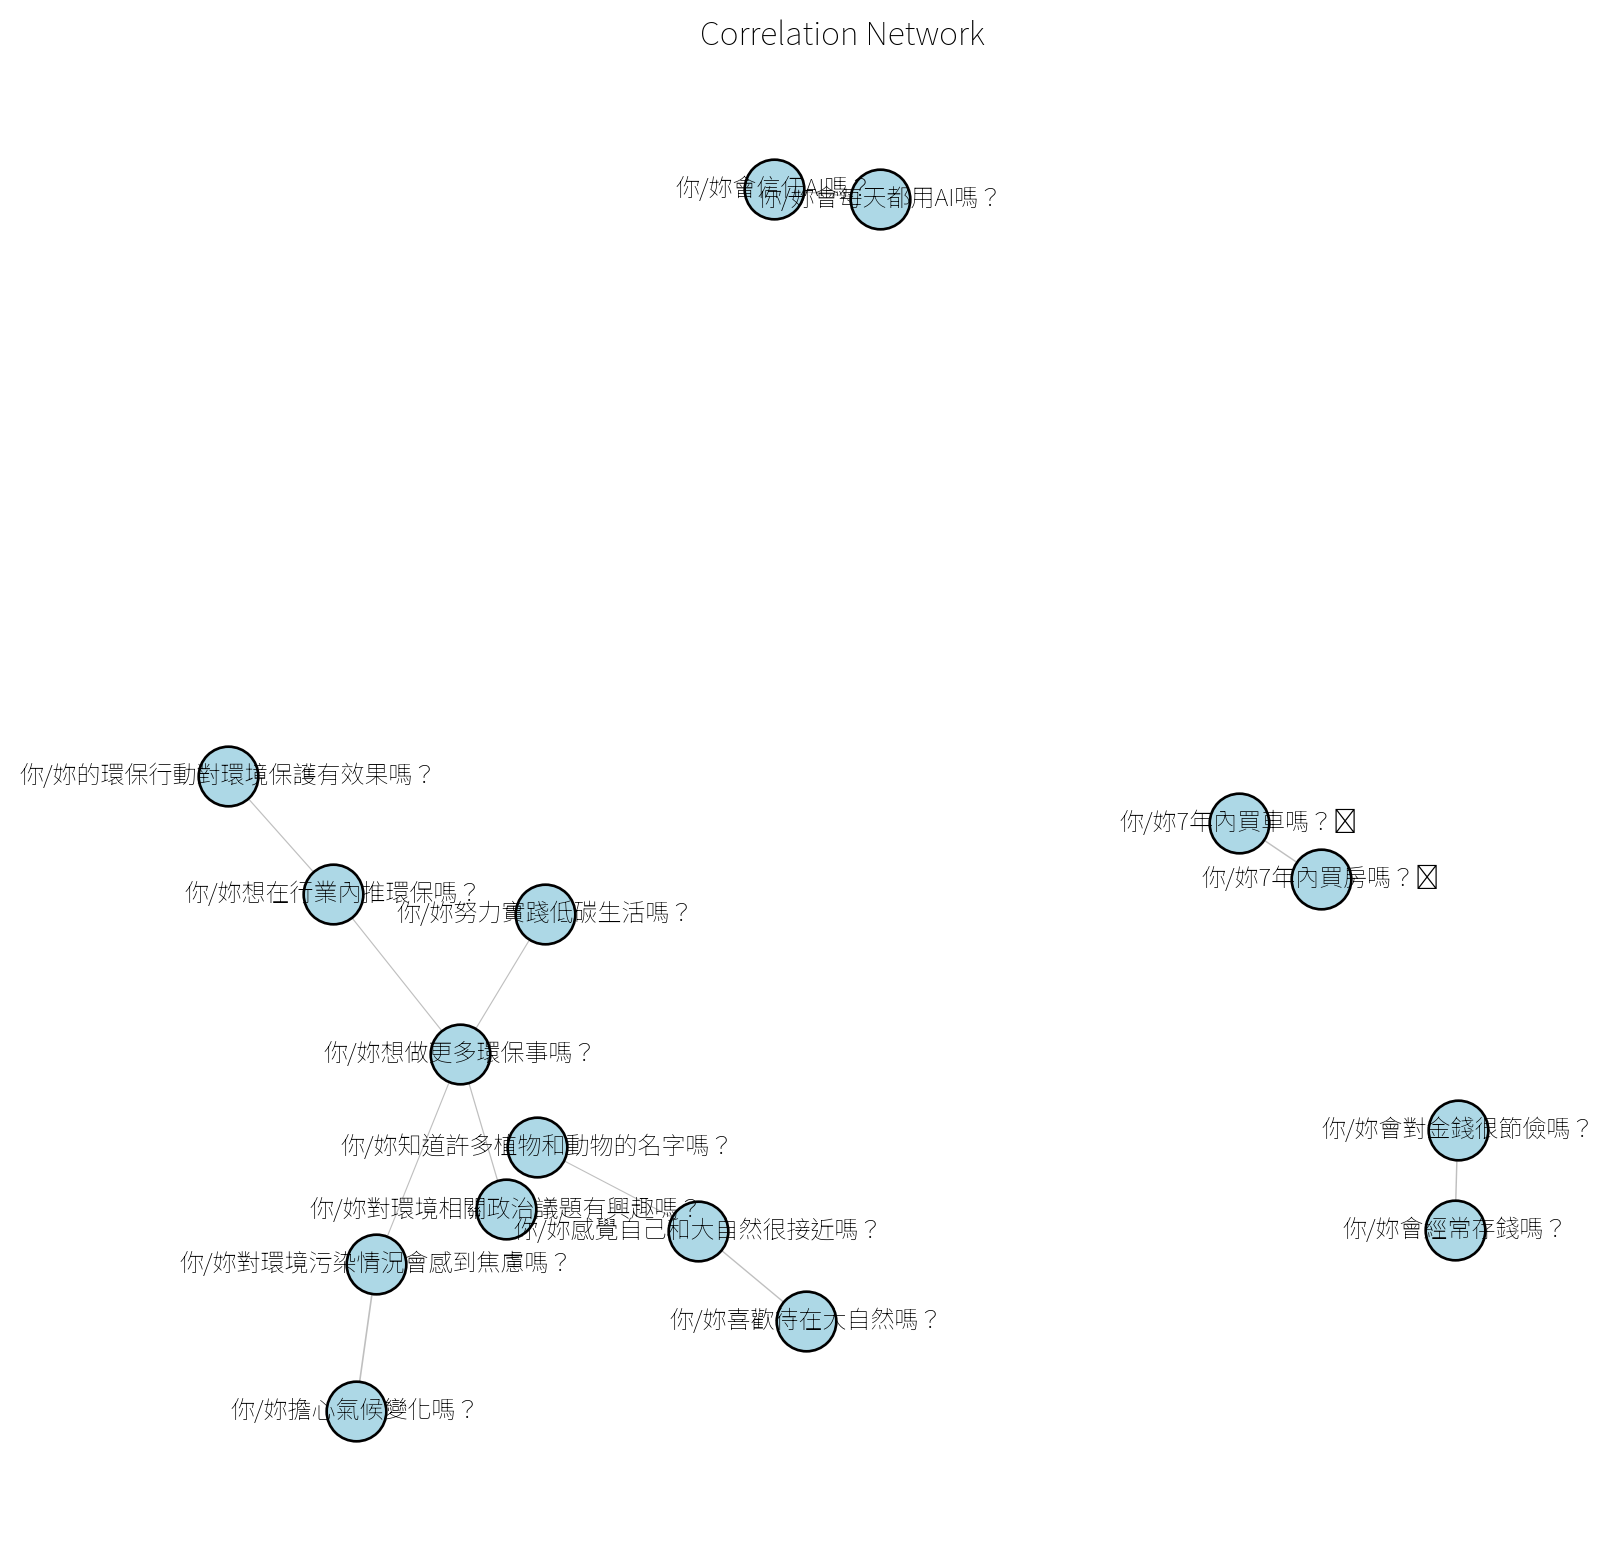 Correlation Network
你/妳會信任AI嗎？
你/妳會每天都用AI嗎？
你/妳的環保行動對環境保護有效果嗎？
你/妳7年內買車嗎？
你/妳7年內買房嗎？
你/妳想在行業內推環保嗎？
你/妳努力實踐低碳生活嗎？
你/妳想做更多環保事嗎？
你/妳會對金錢很節儉嗎？
你/妳知道許多植物和動物的名字嗎？
你/妳對環境相關政治議題有興趣嗎？
你/妳感覺自己和大自然很接近嗎？
你/妳會經常存錢嗎？
你/妳對環境污染情況會感到焦慮嗎？
你/妳喜歡待在大自然嗎？
你/妳擔心氣候變化嗎？